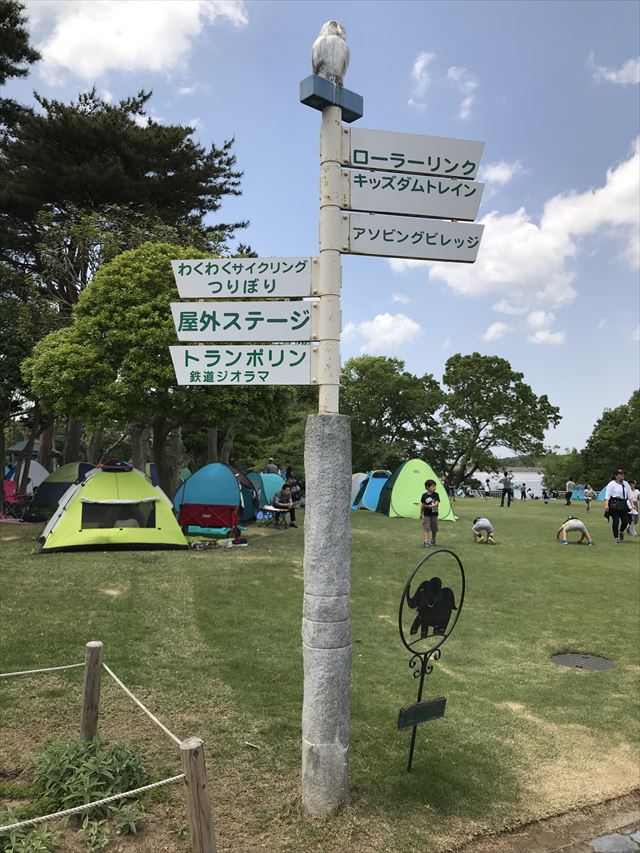 ローラーリンク
キッズダムトレイン
アソビングビレッジ
わくわくサイクリング
つりぼり
屋外ステージ
トランポリン
鉄道ジオラマ